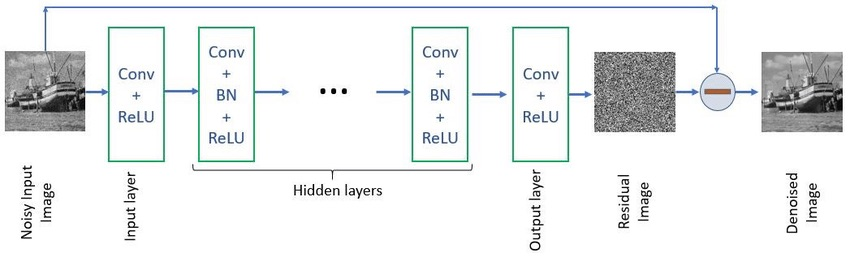 Conv
+
ReLU
Conv
+
BN
+
ReLU
...
Conv
+
BN
+
ReLU
Conv
+
ReLU
Hidden layers
Noisy Input
Image
Input layer
Output layer
Residual
Image
Denoised
Image